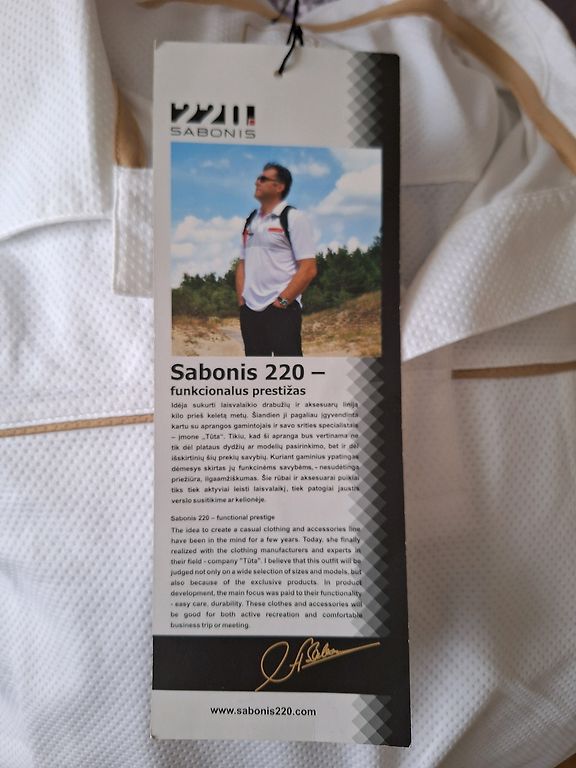 220!
SABONIS
Sabonis 220 –
funkcionalus prestižas
Idėja sukurti laisvalaikio drabužių ir aksesuarų liniją
kilo prieš keletą metų. Šiandien ji pagaliau įgyvendinta
kartu su aprangos gamintojais ir savo srities specialistais
– įmone „Tūta“. Tikiu, kad ši apranga bus vertinama ne
tik dėl plataus dydžių ar modelių pasirinkimo, bet ir dėl
išskirtinių šių prekių savybių. Kuriant gaminius ypatingas
dėmesys skirtas jų funkcinėms savybėms, - nesudėtinga
priežiūra, ilgaamžiškumas. Šie rūbai ir aksesuarai puikiai
tiks tiek aktyviai leisti laisvalaikį, tiek patogiai jaustis
verslo susitikime ar kelionėje.
Sabonis 220 – functional prestige
The idea to create a casual clothing and accessories line
have been in the mind for a few years. Today, she finally
realized with the clothing manufacturers and experts in
their field - company "Tūta". I believe that this outfit will be
judged not only on a wide selection of sizes and models, but
also because of the exclusive products. In product
development, the main focus was paid to their functionality
- easy care, durability. These clothes and accessories will
be good for both active recreation and comfortable
business trip or meeting.
www.sabonis220.com